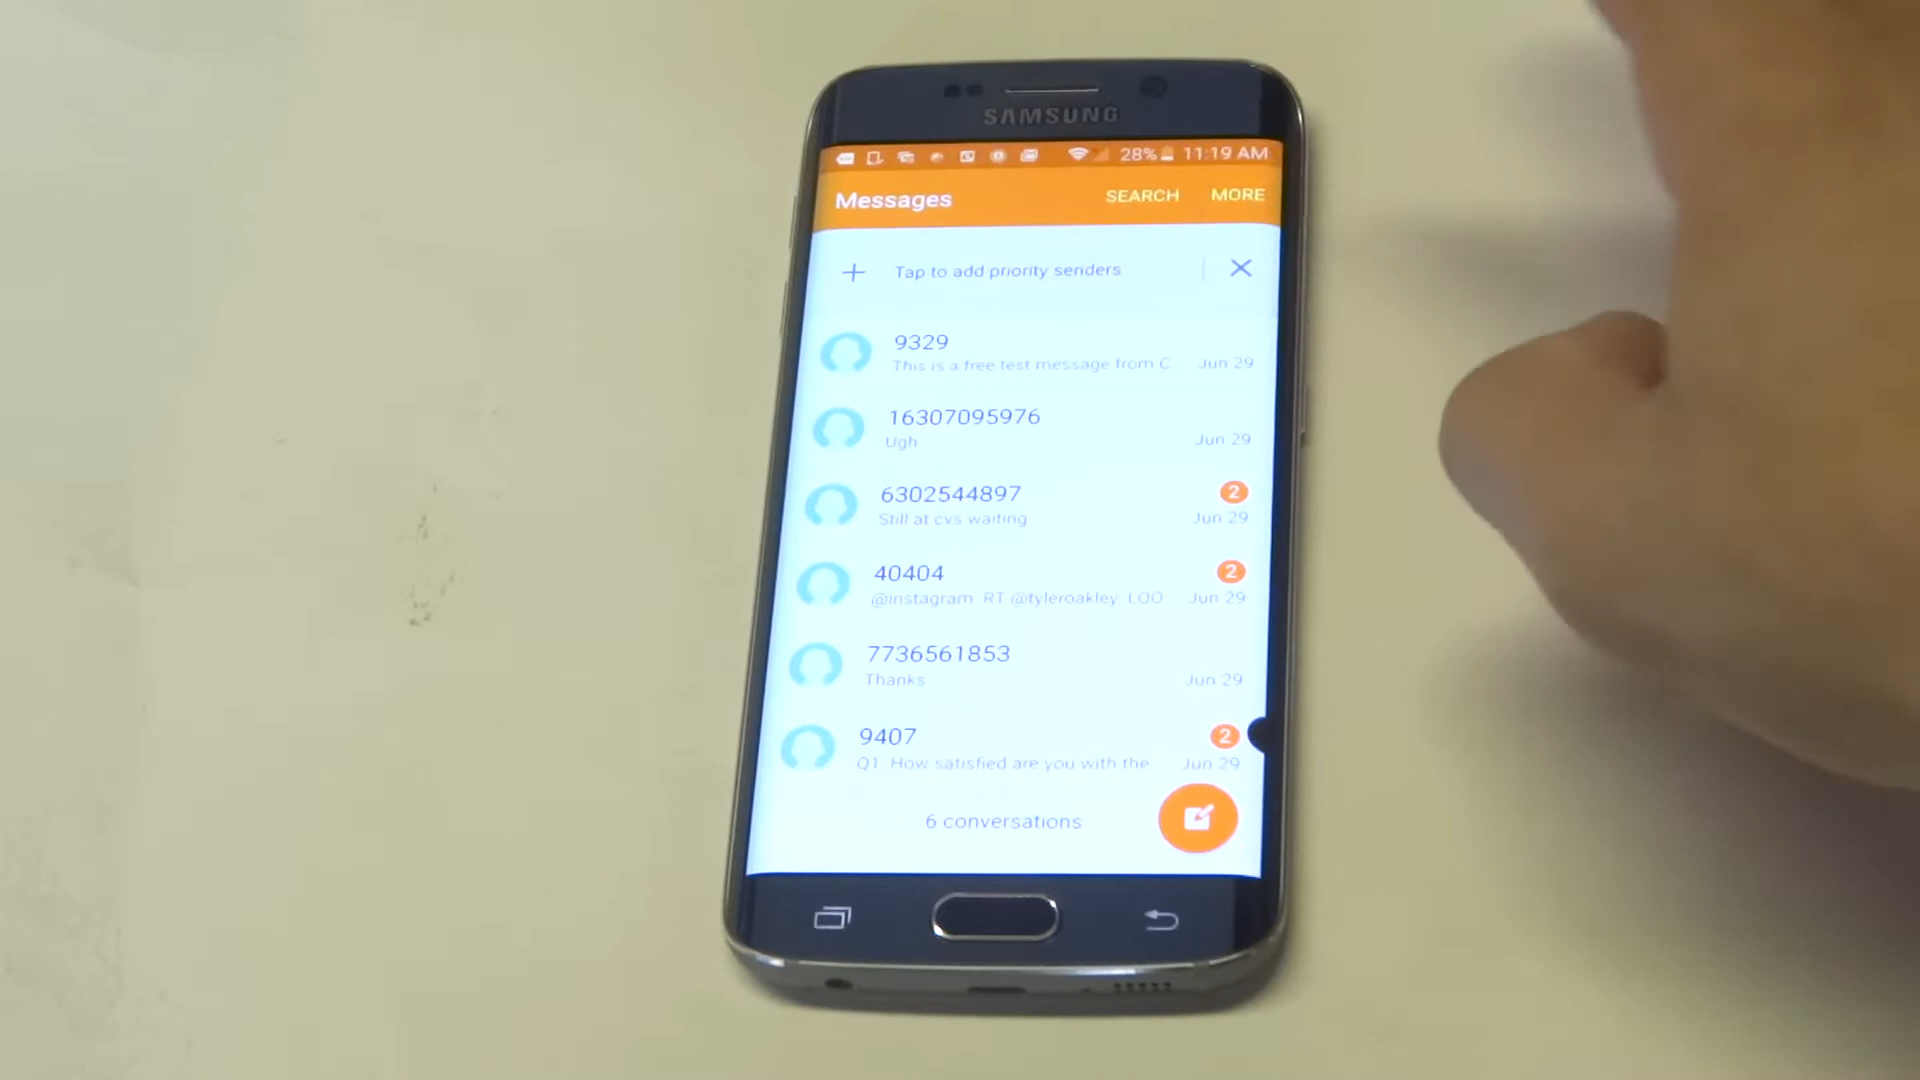 SAMSUNG
28% 11:19 AM
Messages SEARCH MORE
Tap to add priority senders
9329
This is a free test message from C Jun 29
16307095976
Ugh Jun 29
6302544897 2
Still at cvs waiting Jun 29
40404 2
@instagram RT @tyleroakley LOO Jun 29
7736561853
Thanks Jun 29
9407 2
Q1 How satisfied are you with the Jun 29
6 conversations